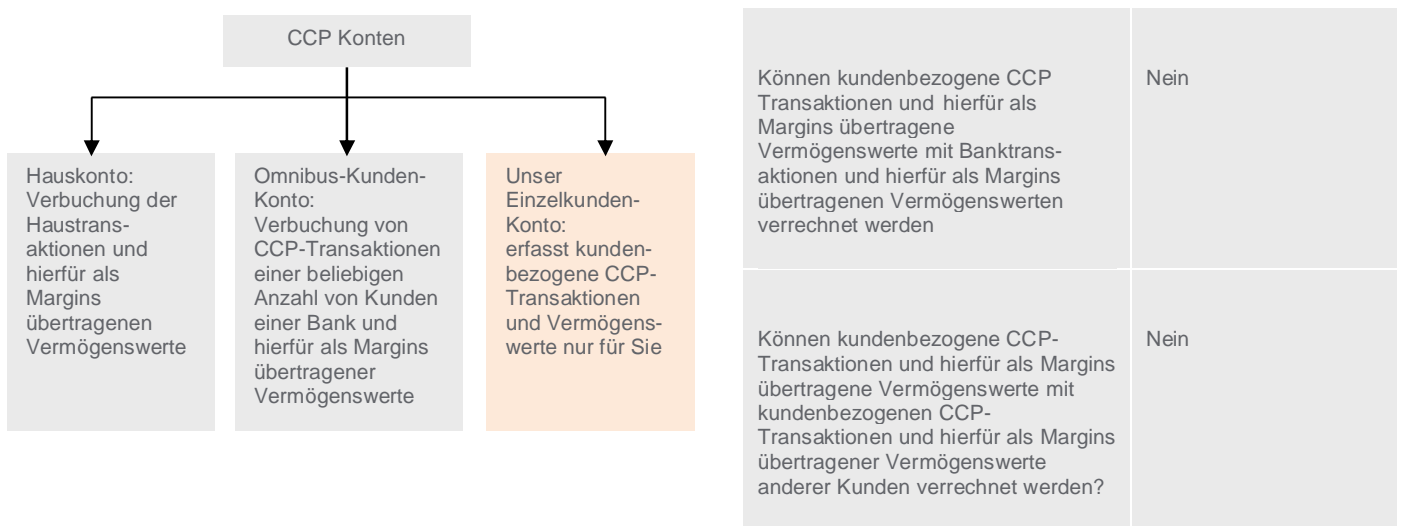 CCP Konten
Hauskonto:
Verbuchung der
Haustrans-
aktionen und
hierfür als
Margins
übertragenen
Vermögenswerte
Omnibus-Kunden-
Konto:
Verbuchung von
CCP-Transaktionen
einer beliebigen
Anzahl von Kunden
einer Bank und
hierfür als Margins
übertragener
Vermögenswerte
Unser
Einzelkunden-
Konto:
erfasst kunden-
bezogene CCP-
Transaktionen
und Vermögens-
werte nur für Sie
Können kundenbezogene CCP
Transaktionen und hierfür als
Margins übertragene
Vermögenswerte mit Banktrans-
aktionen und hierfür als Margins
übertragenen Vermögenswerten
verrechnet werden
Nein
Können kundenbezogene CCP-
Transaktionen und hierfür als Margins
übertragene Vermögenswerte mit
kundenbezogenen CCP-
Transaktionen und hierfür als Margins
übertragener Vermögenswerte
anderer Kunden verrechnet werden?
Nein